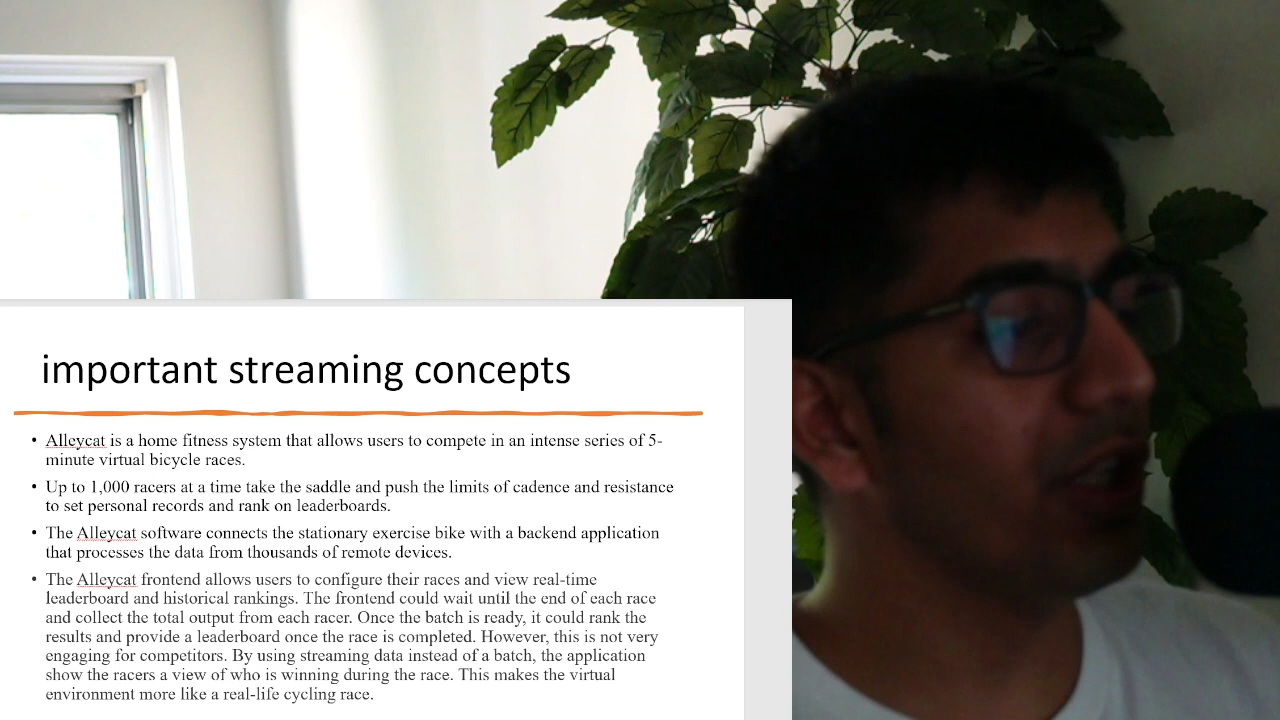 important streaming concepts
• Alleycat is a home fitness system that allows users to compete in an intense series of 5-
minute virtual bicycle races.
• Up to 1,000 racers at a time take the saddle and push the limits of cadence and resistance
to set personal records and rank on leaderboards.
• The Alleycat software connects the stationary exercise bike with a backend application
that processes the data from thousands of remote devices.
• The Alleycat frontend allows users to configure their races and view real-time
leaderboard and historical rankings. The frontend could wait until the end of each race
and collect the total output from each racer. Once the batch is ready, it could rank the
results and provide a leaderboard once the race is completed. However, this is not very
engaging for competitors. By using streaming data instead of a batch, the application
show the racers a view of who is winning during the race. This makes the virtual
environment more like a real-life cycling race.